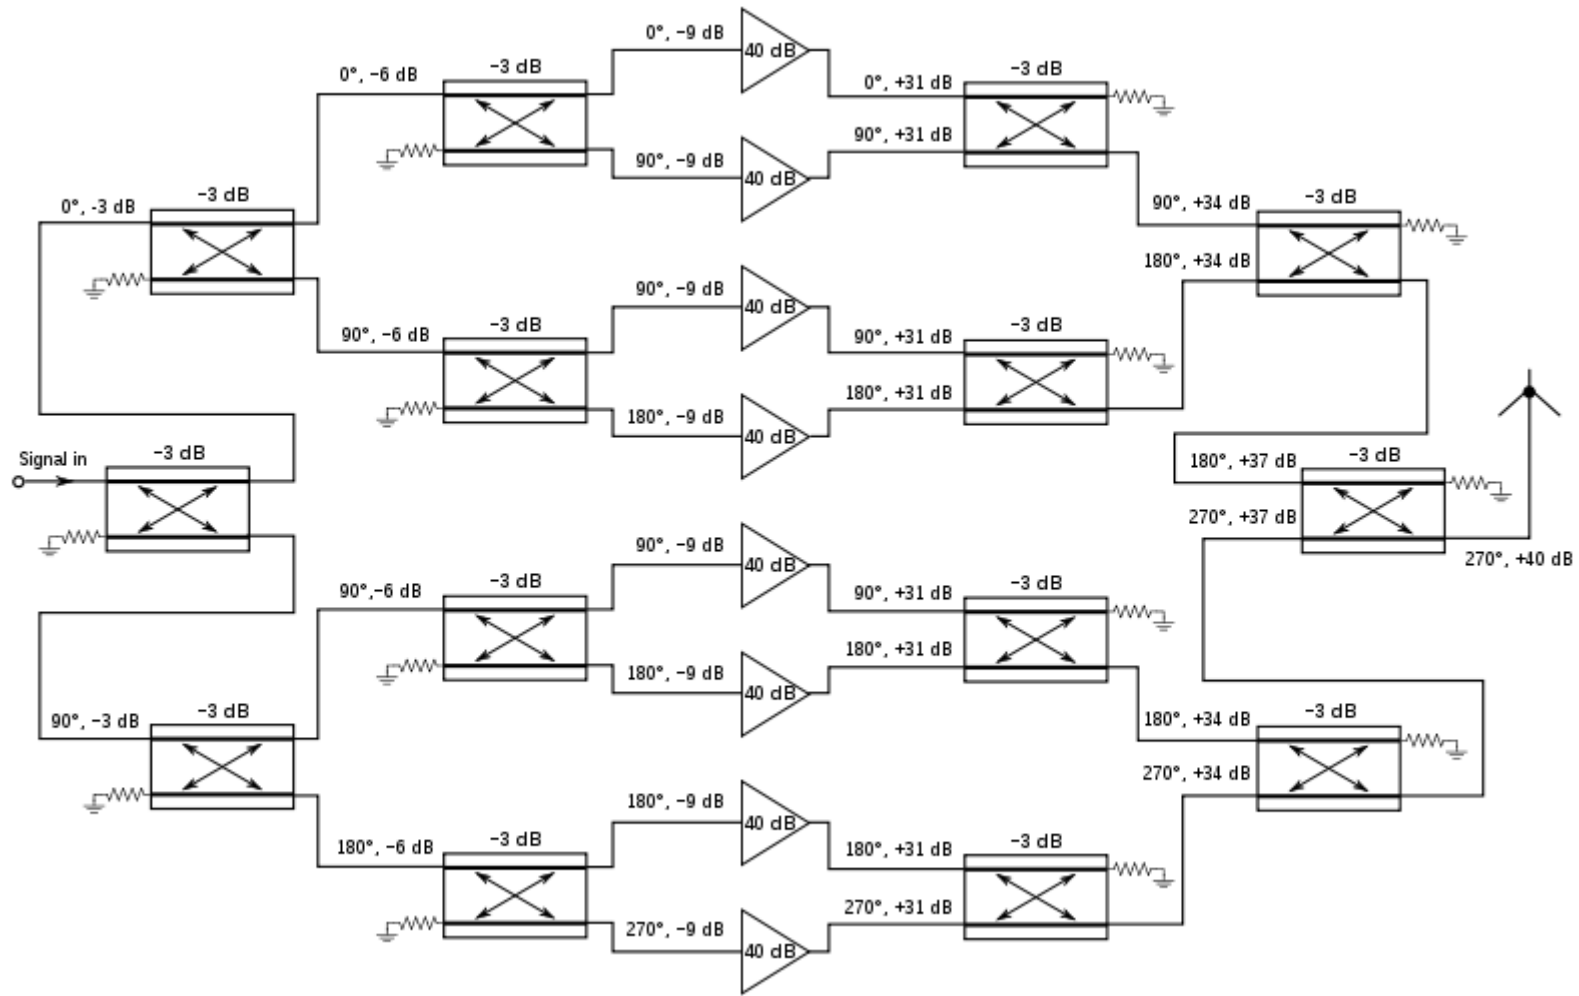 0°, −9 dB
40 dB
−3 dB
−3 dB
0°, −6 dB
0°, +31 dB
90°, +31 dB
90°, −9 dB
40 dB
−3 dB
−3 dB
0°, -3 dB
90°, +34 dB
180°, +34 dB
90°, −9 dB
40 dB
90°, −6 dB
−3 dB
90°, +31 dB
−3 dB
180°, −9 dB
40 dB
180°, +31 dB
Signal in
−3 dB
180°, +37 dB
−3 dB
270°, +37 dB
270°, +40 dB
90°, −9 dB
40 dB
90°,−6 dB
−3 dB
90°, +31 dB
−3 dB
180°, +31 dB
180°, −9 dB
40 dB
90°, −3 dB
−3 dB
180°, +34 dB
−3 dB
270°, +34 dB
180°, −9 dB
40 dB
180°, −6 dB
−3 dB
180°, +31 dB
−3 dB
270°, +31 dB
270°, −9 dB
40 dB